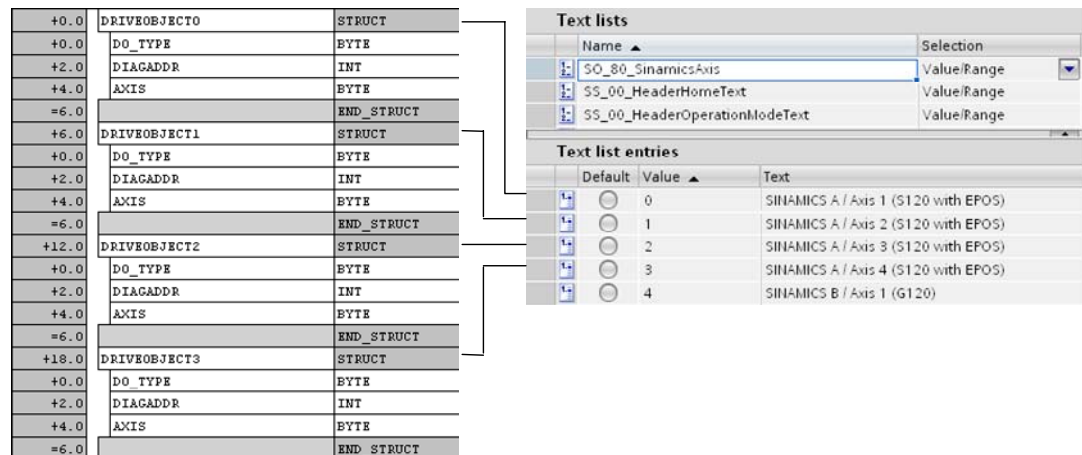 +0.0 DRIVEOBJECT0 STRUCT
+0.0 DO_TYPE BYTE
+2.0 DIAGADDR INT
+4.0 AXIS BYTE
=6.0 END_STRUCT
+6.0 DRIVEOBJECT1 STRUCT
+0.0 DO_TYPE BYTE
+2.0 DIAGADDR INT
+4.0 AXIS BYTE
=6.0 END_STRUCT
+12.0 DRIVEOBJECT2 STRUCT
+0.0 DO_TYPE BYTE
+2.0 DIAGADDR INT
+4.0 AXIS BYTE
=6.0 END_STRUCT
+18.0 DRIVEOBJECT3 STRUCT
+0.0 DO_TYPE BYTE
+2.0 DIAGADDR INT
+4.0 AXIS BYTE
=6.0 END_STRUCT
Text lists
Name Selection
SO_80_SinamicsAxis Value/Range
SS_00_HeaderHomeText Value/Range
SS_00_HeaderOperationModeText Value/Range
Text list entries
Default Value Text
0 SINAMICS A / Axis 1 (S120 with EPOS)
1 SINAMICS A / Axis 2 (S120 with EPOS)
2 SINAMICS A / Axis 3 (S120 with EPOS)
3 SINAMICS A / Axis 4 (S120 with EPOS)
4 SINAMICS B / Axis 1 (G120)